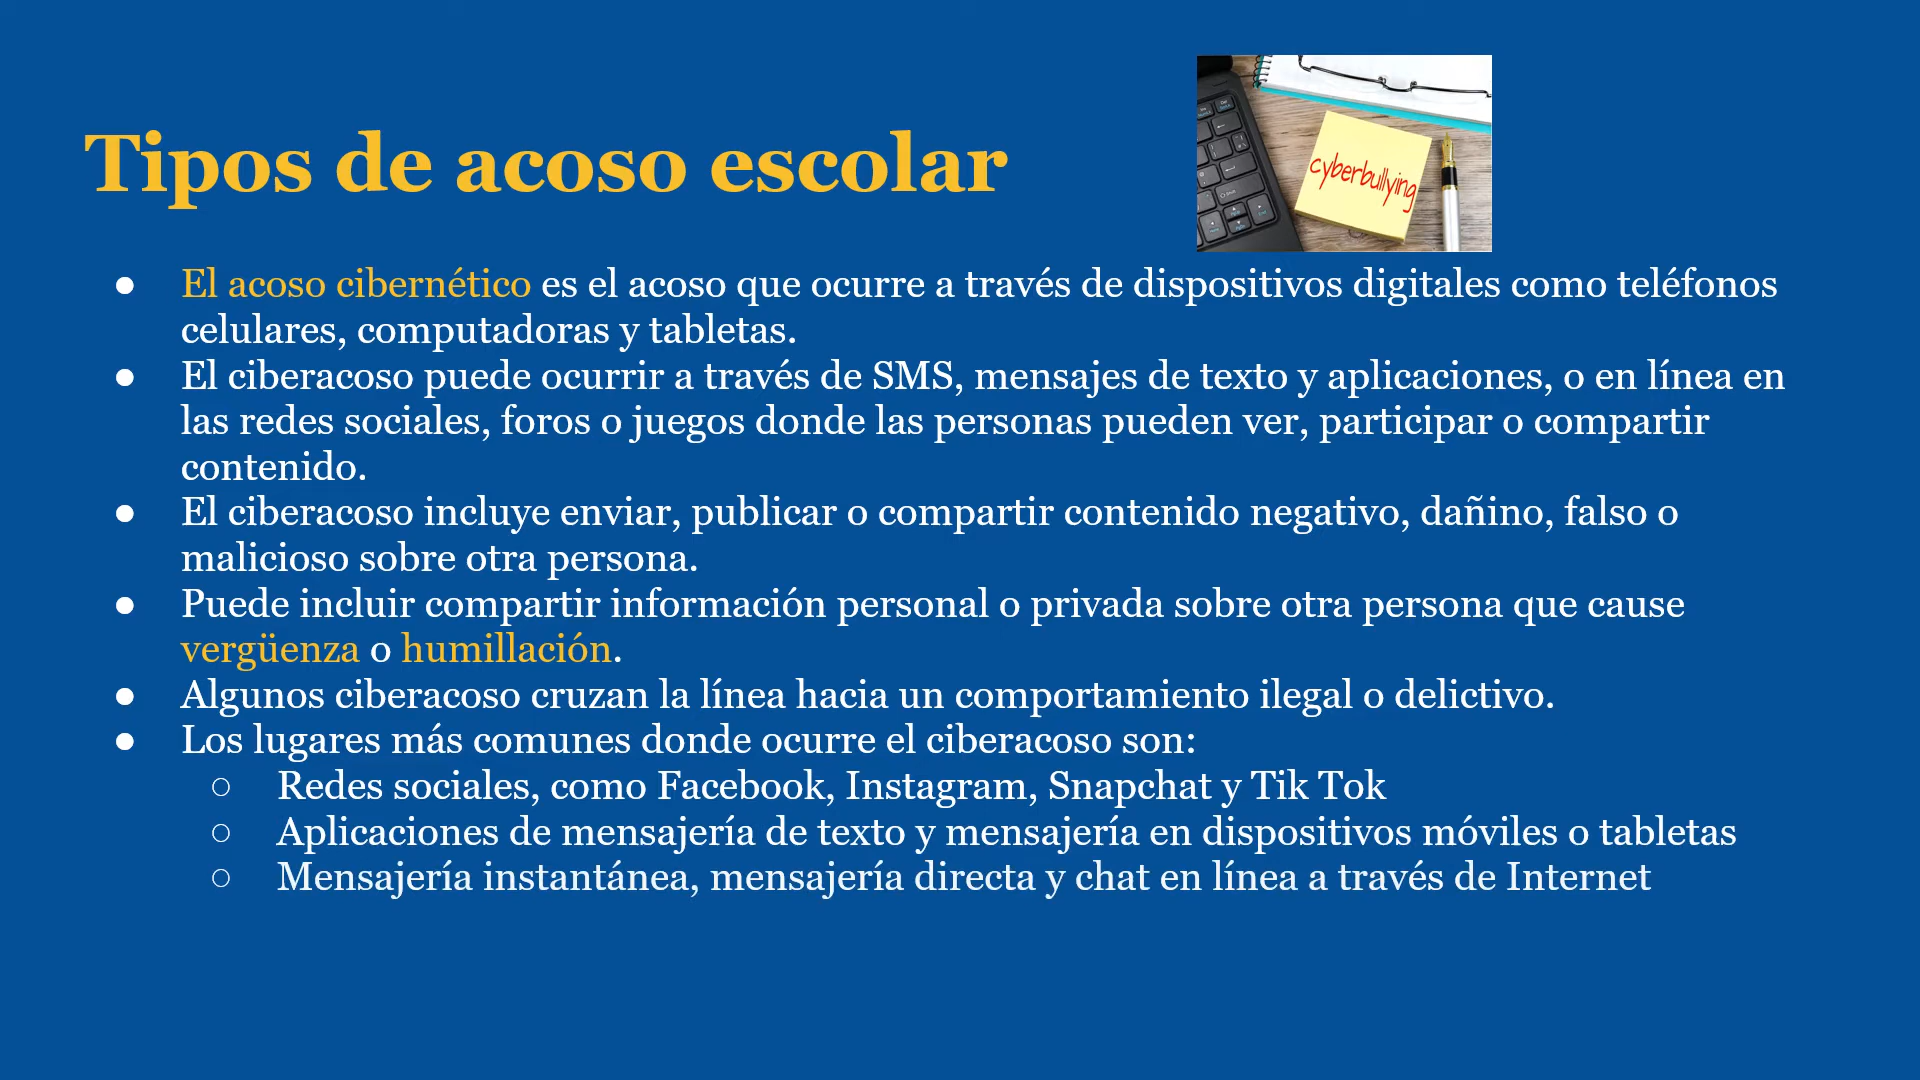 Tipos de acoso escolar
cyberbullying
● El acoso cibernético es el acoso que ocurre a través de dispositivos digitales como teléfonos
celulares, computadoras y tabletas.
● El ciberacoso puede ocurrir a través de SMS, mensajes de texto y aplicaciones, o en línea en
las redes sociales, foros o juegos donde las personas pueden ver, participar o compartir
contenido.
● El ciberacoso incluye enviar, publicar o compartir contenido negativo, dañino, falso o
malicioso sobre otra persona.
● Puede incluir compartir información personal o privada sobre otra persona que cause
vergüenza o humillación.
● Algunos ciberacoso cruzan la línea hacia un comportamiento ilegal o delictivo.
● Los lugares más comunes donde ocurre el ciberacoso son:
○ Redes sociales, como Facebook, Instagram, Snapchat y Tik Tok
○ Aplicaciones de mensajería de texto y mensajería en dispositivos móviles o tabletas
○ Mensajería instantánea, mensajería directa y chat en línea a través de Internet